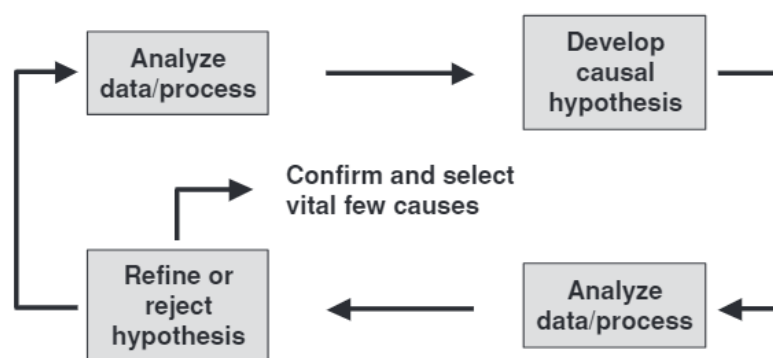 Analyze
data/process
Develop
causal
hypothesis
Confirm and select
vital few causes
Refine or
reject
hypothesis
Analyze
data/process